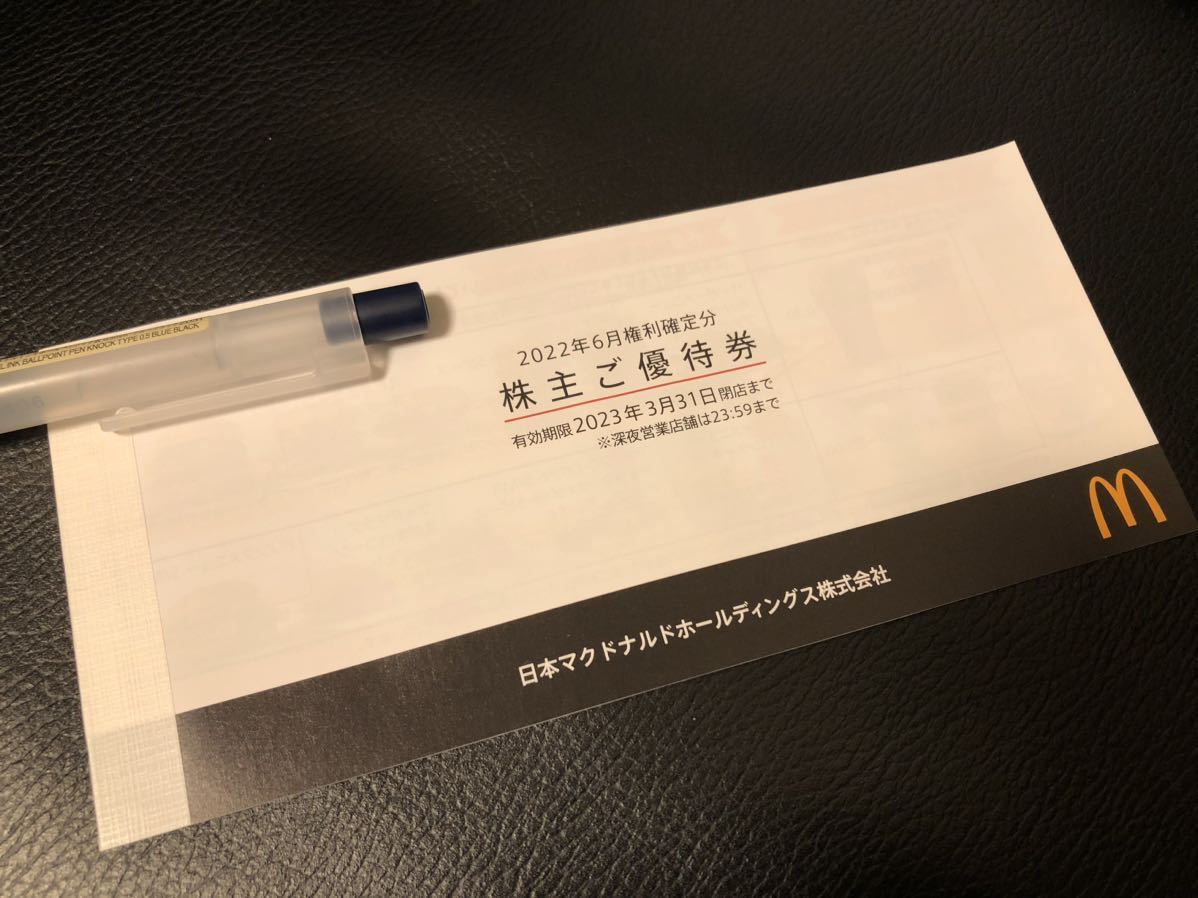 LINK BALLPOINT PEN KNOCK TYPE 0.5 BLUE BLACK
2022年6月権利確定分
株主ご優待券
有効期限2023年3月31日閉店まで
※深夜営業店舗は23:59まで
日本マクドナルドホールディングス株式会社